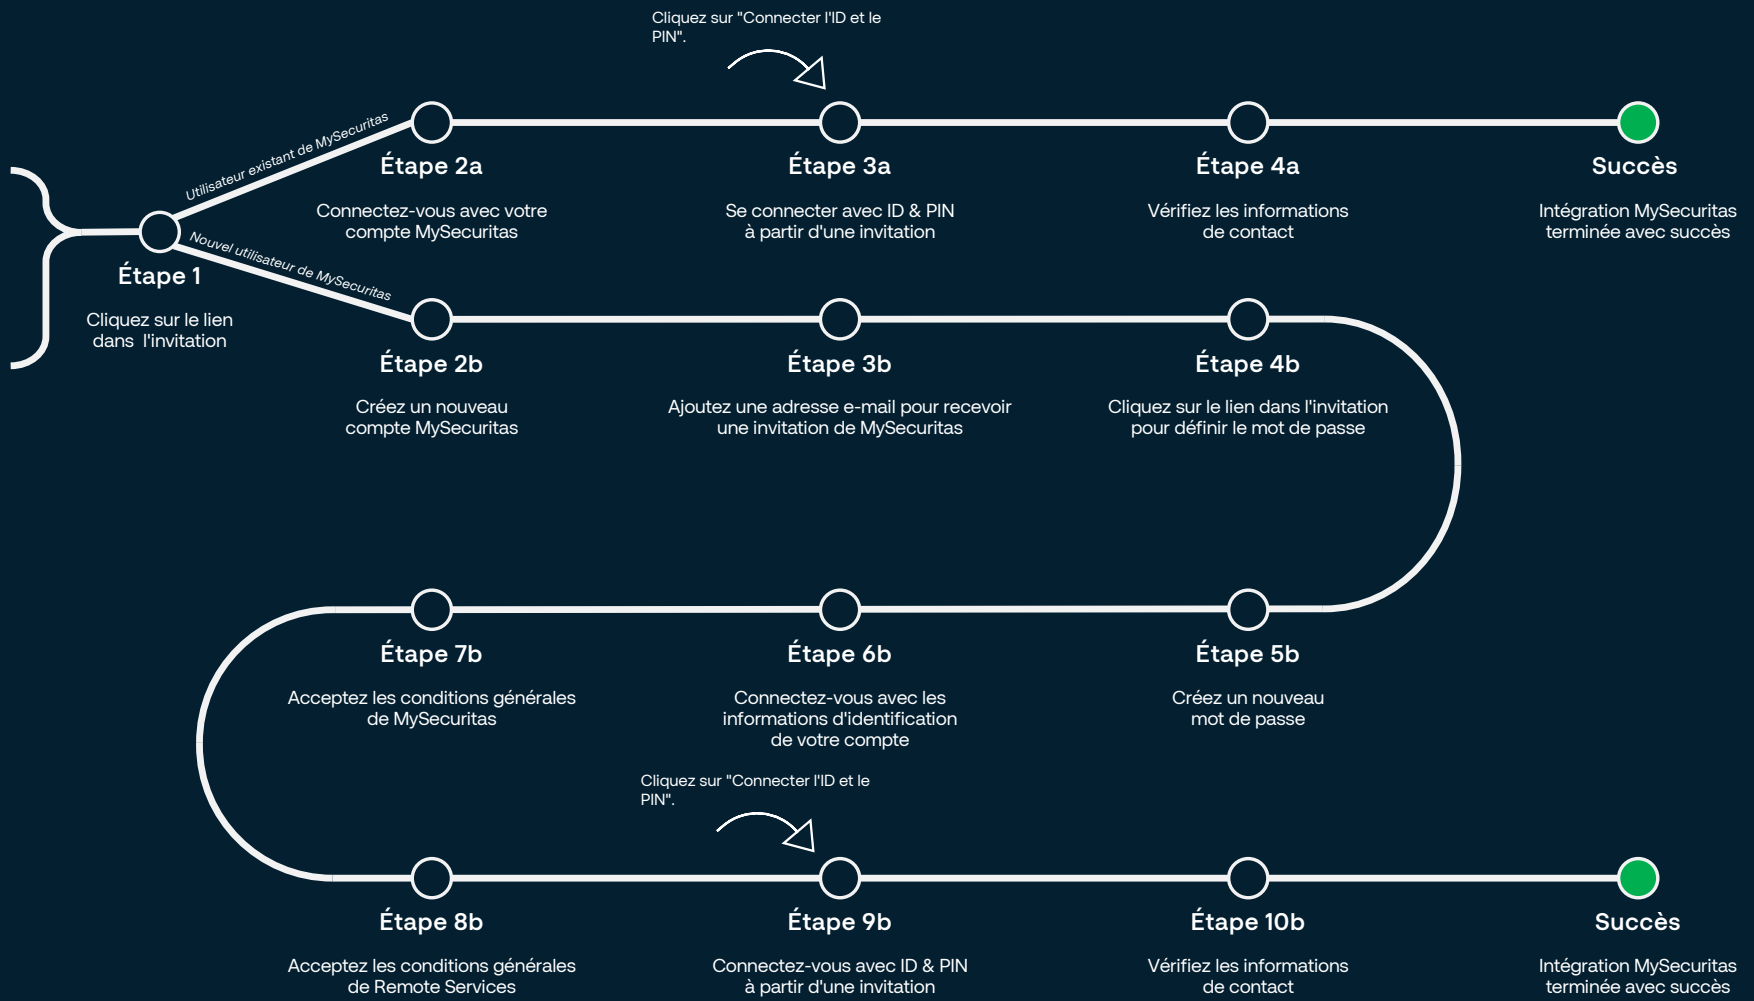 Cliquez sur "Connecter l'ID et le
PIN".
Utilisateur existant de MySecuritas
Étape 2a
Connectez-vous avec votre
compte MySecuritas
Étape 3a
Se connecter avec ID & PIN
à partir d'une invitation
Étape 4a
Vérifiez les informations
de contact
Succès
Intégration MySecuritas
terminée avec succès
Étape 1
Cliquez sur le lien
dans l'invitation
Nouvel utilisateur de MySecuritas
Étape 2b
Créez un nouveau
compte MySecuritas
Étape 3b
Ajoutez une adresse e-mail pour recevoir
une invitation de MySecuritas
Étape 4b
Cliquez sur le lien dans l'invitation
pour définir le mot de passe
Étape 5b
Créez un nouveau
mot de passe
Étape 6b
Connectez-vous avec les
informations d'identification
de votre compte
Étape 7b
Acceptez les conditions générales
de MySecuritas
Étape 8b
Acceptez les conditions générales
de Remote Services
Cliquez sur "Connecter l'ID et le
PIN".
Étape 9b
Connectez-vous avec ID & PIN
à partir d'une invitation
Étape 10b
Vérifiez les informations
de contact
Succès
Intégration MySecuritas
terminée avec succès